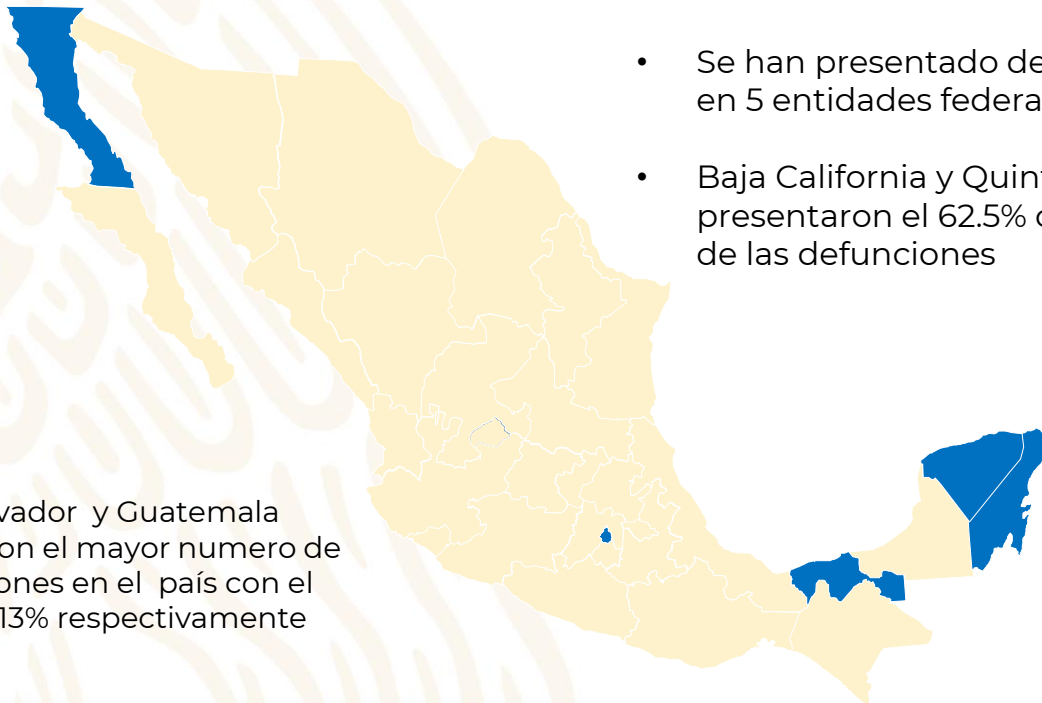 • Se han presentado de
en 5 entidades federa
• Baja California y Quin
presentaron el 62.5%
de las defunciones
vador y Guatemala
on el mayor numero de
ones en el país con el
13% respectivamente